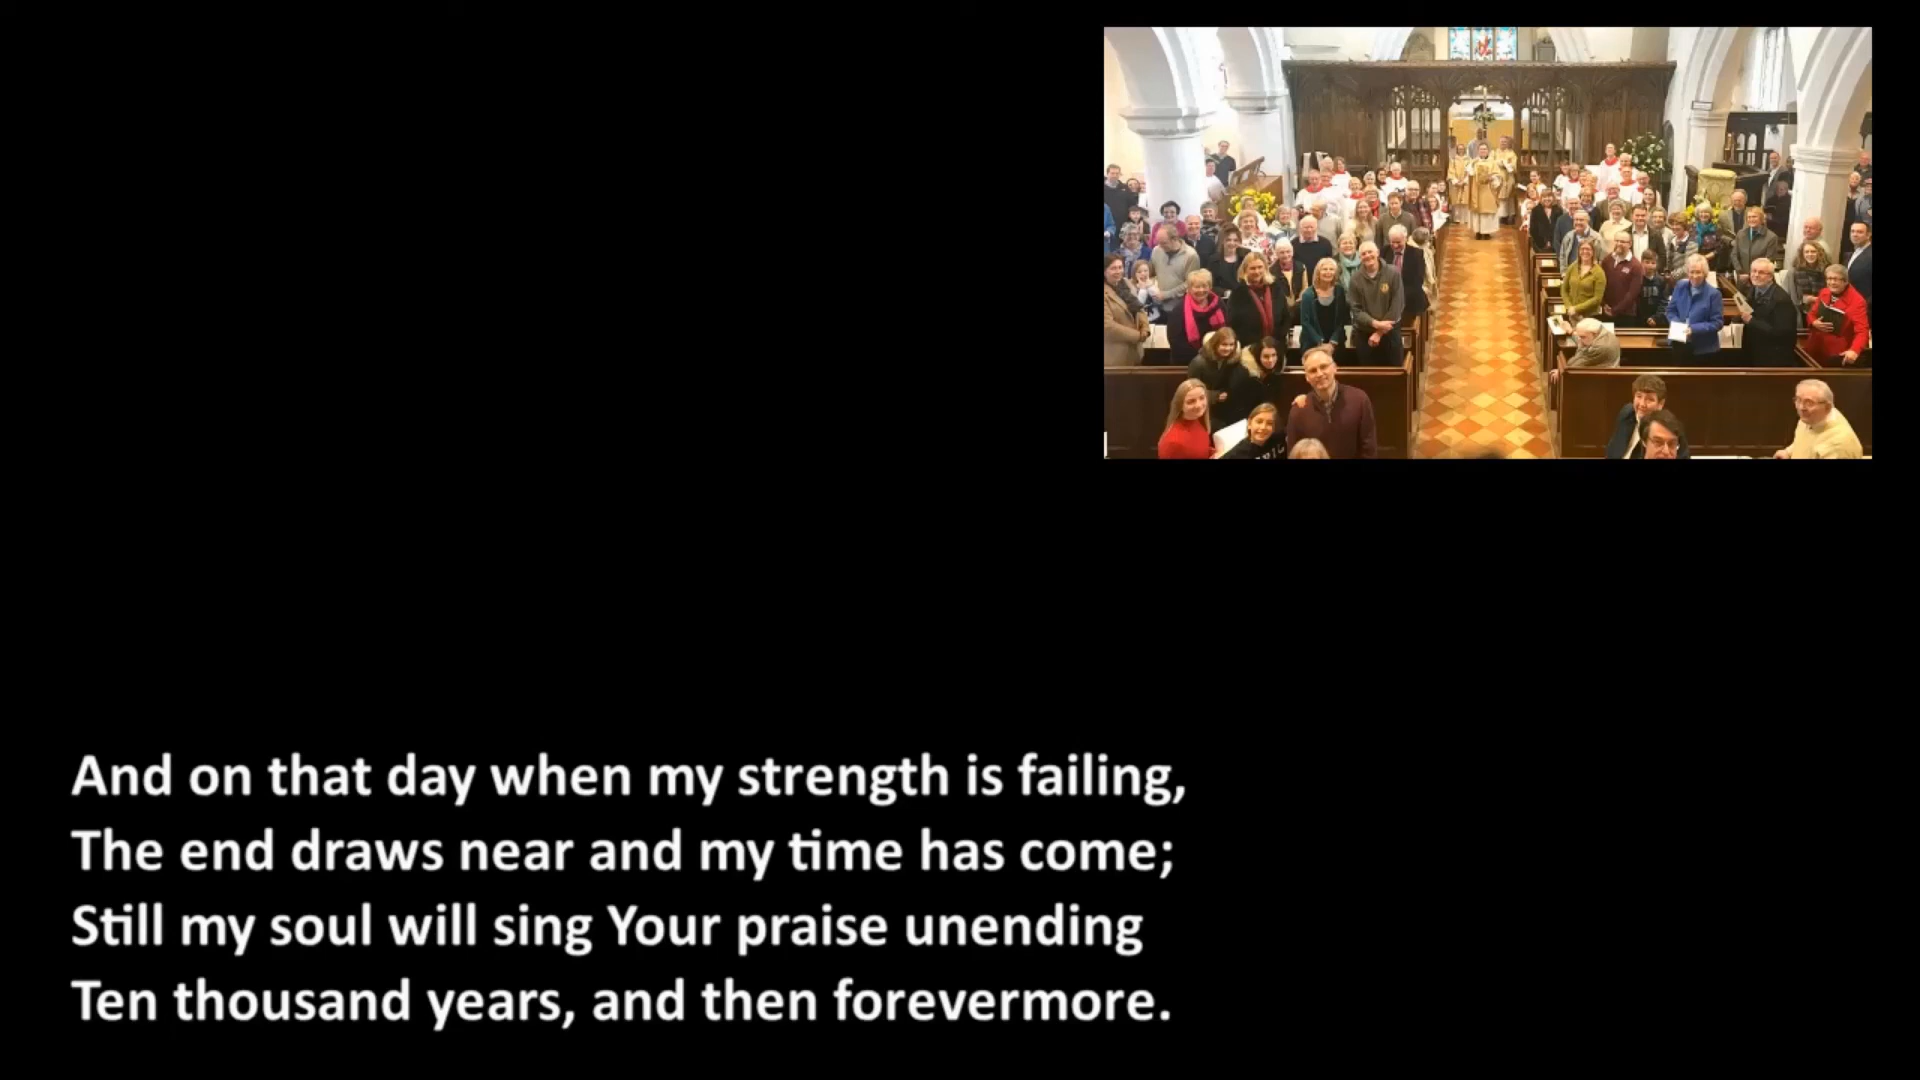 And on that day when my strength is failing,
The end draws near and my time has come;
Still my soul will sing Your praise unending
Ten thousand years, and then forevermore.